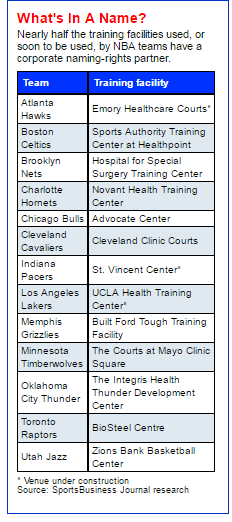 What's In A Name?
Nearly half the training facilities used, or
soon to be used, by NBA teams have a
corporate naming-rights partner.
Team Training facility
Atlanta
Hawks
Emory Healthcare Courts*
Boston
Celtics
Sports Authority Training
Center at Healthpoint
Brooklyn
Nets
Hospital for Special
Surgery Training Center
Charlotte
Hornets
Novant Health Training
Center
Chicago Bulls
Advocate Center
Cleveland
Cavaliers
Cleveland Clinic Courts
Indiana
Pacers
St. Vincent Center*
Los Angeles
Lakers
UCLA Health Training
Center*
Memphis
Grizzlies
Built Ford Tough Training
Facility
Minnesota
Timberwolves
The Courts at Mayo Clinic
Square
Oklahoma
City Thunder
The Integris Health
Thunder Development
Center
Toronto
Raptors
BioSteel Centre
Utah Jazz
Zions Bank Basketball
Center
* Venue under construction
Source: SportsBusiness Journal research